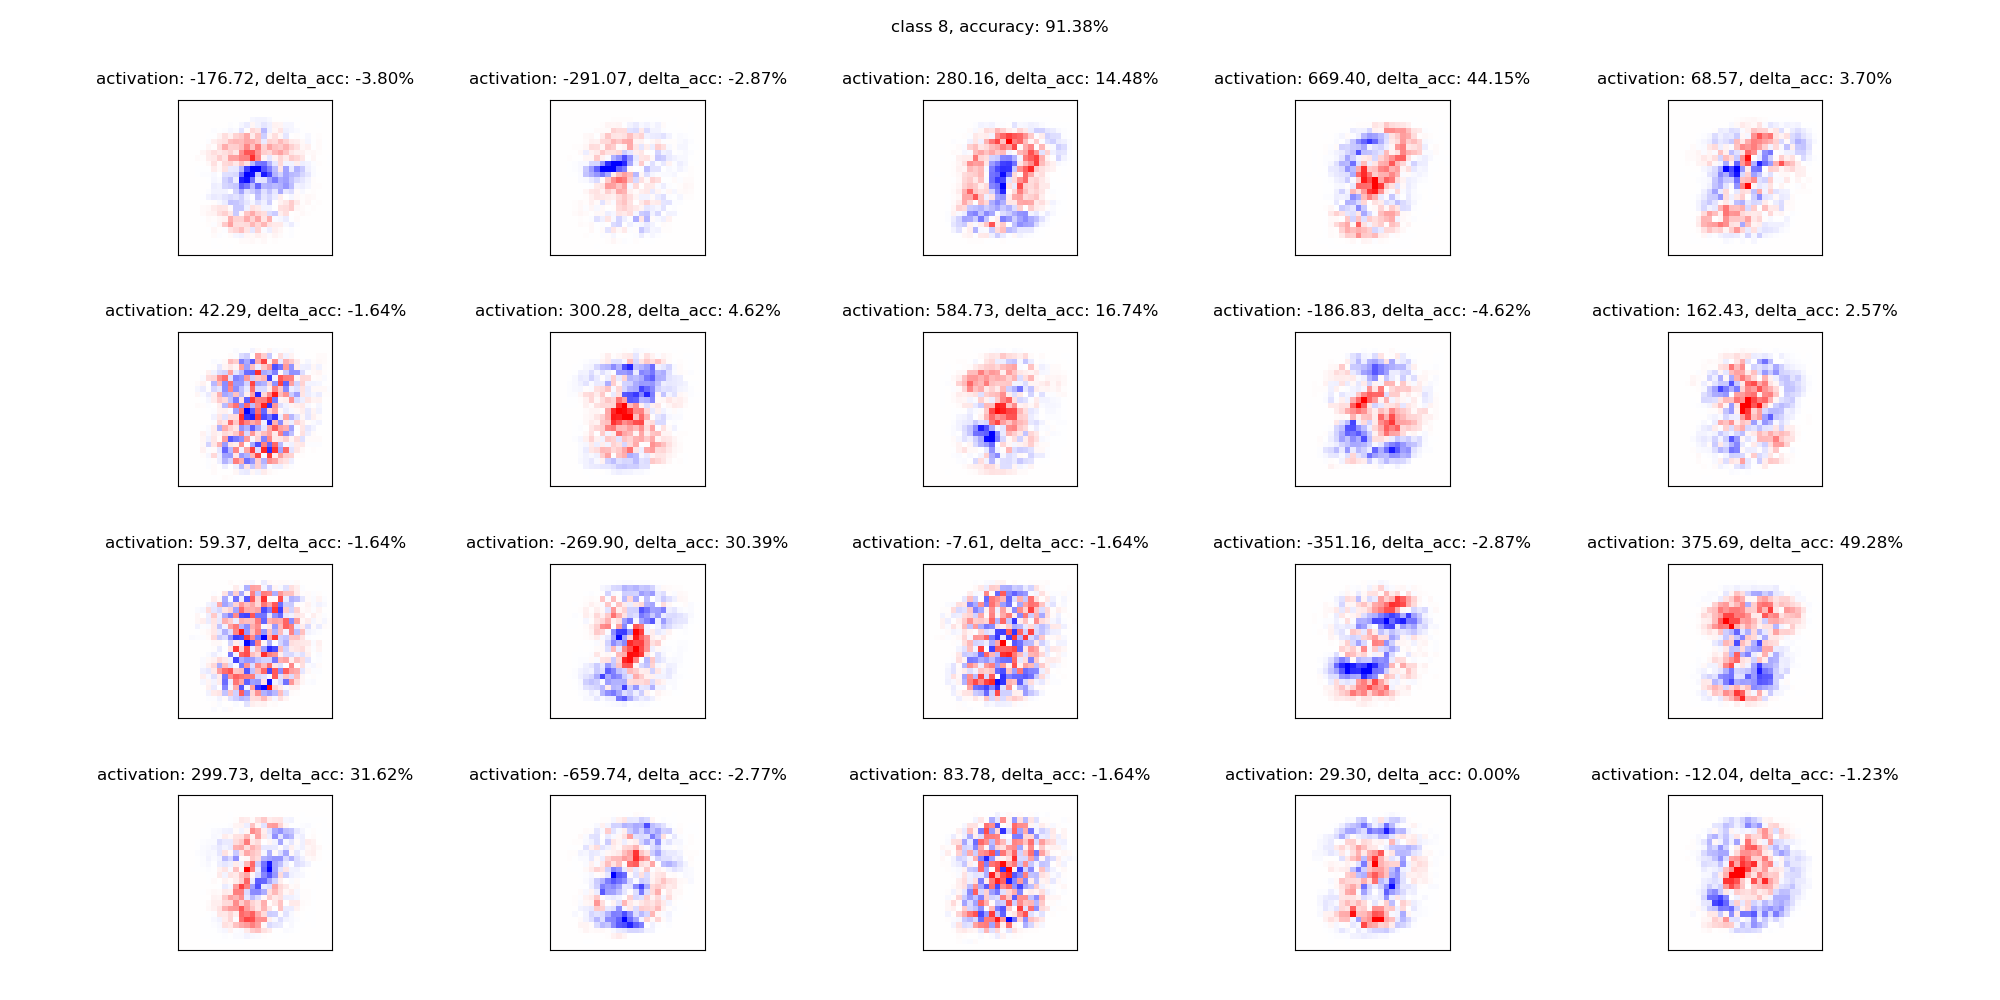 class 8, accuracy: 91.38%
activation: -176.72, delta_acc: -3.80%
activation: -291.07, delta_acc: -2.87%
activation: 280.16, delta_acc: 14.48%
activation: 669.40, delta_acc: 44.15%
activation: 68.57, delta_acc: 3.70%
activation: 42.29, delta_acc: -1.64%
activation: 300.28, delta_acc: 4.62%
activation: 584.73, delta_acc: 16.74%
activation: -186.83, delta_acc: -4.62%
activation: 162.43, delta_acc: 2.57%
activation: 59.37, delta_acc: -1.64%
activation: -269.90, delta_acc: 30.39%
activation: -7.61, delta_acc: -1.64%
activation: -351.16, delta_acc: -2.87%
activation: 375.69, delta_acc: 49.28%
activation: 299.73, delta_acc: 31.62%
activation: -659.74, delta_acc: -2.77%
activation: 83.78, delta_acc: -1.64%
activation: 29.30, delta_acc: 0.00%
activation: -12.04, delta_acc: -1.23%